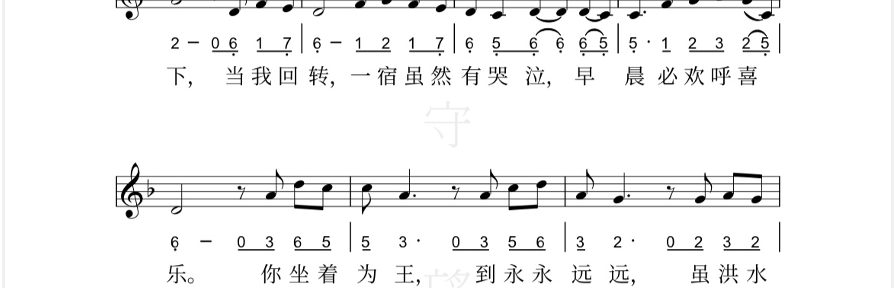 2 – 0 6 1 7 | 6 – 1 2 1 7 | 6 5 6 6 6 5 | 5 · 1 2 3 2 5
下， 当我回转，一宿虽然有哭泣，早 晨必欢呼喜
守
6 – 0 3 6 5 | 5 3 · 0 3 5 6 | 3 2 · 0 2 3 2
乐。 你坐着为王， 到永永远远， 虽洪水